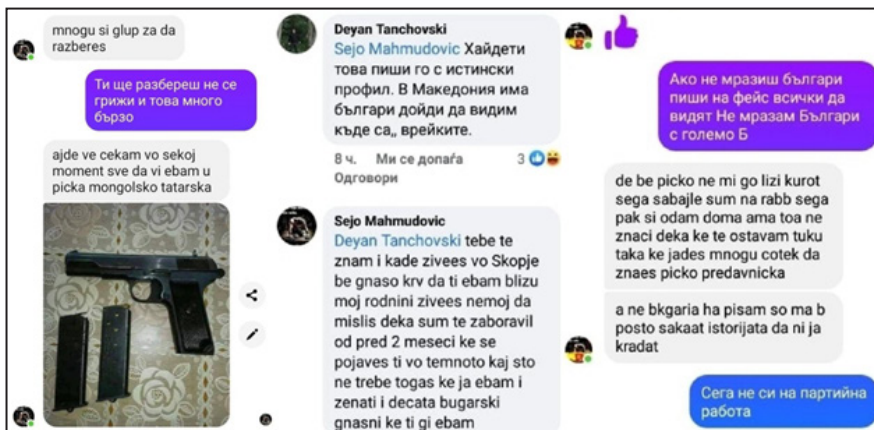 mnogu si glup za da
razberes
Ти ще разбереш не се
грижи и това много
бързо
ajde ve cekam vo sekoj
moment sve da vi ebam u
picka mongolsko tatarska
Deyan Tanchovski
Sejo Mahmudovic Хайдети
това пиши го с истински
профил. В Македония има
българи дойди да видим
къде са,, врейките.
8 ч. Ми се допаѓа 3
Одговори
Sejo Mahmudovic
Deyan Tanchovski tebe te
znam i kade zivees vo Skopje
be gnaso krv da ti ebam blizu
moj rodnini zivees nemoj da
mislis deka sum te zaboravil
od pred 2 meseci ke se
pojaves ti vo temnoto kaj sto
ne trebe togas ke ja ebam i
zenati i decata bugarski
gnasni ke ti gi ebam
Ако не мразиш българи
пиши на фейс всички да
видят Не мразам Българи
с големо Б
de be picko ne mi go lizi kurot
sega sabajle sum na rabb sega
pak si odam doma ama toa ne
znaci deka ke te ostavam tuku
taka ke jades mnogu cotek da
znaes picko predavnicka
a ne bkgaria ha pisam so ma b
posto sakaat istorijata da ni ja
kradat
Сега не си на партийна
работа